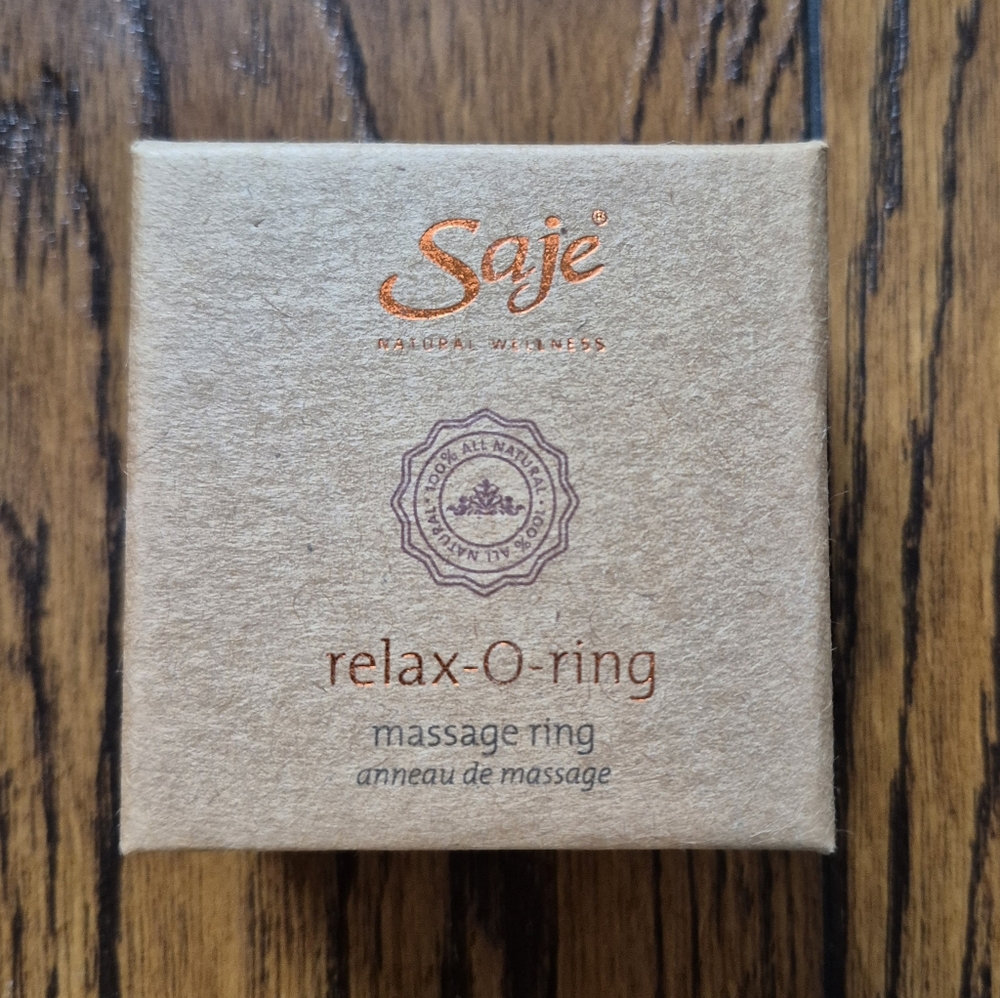 Saje®
NATURAL WELLNESS
100% ALL NATURAL · 100% ALL NATURAL ·
relax-O-ring
massage ring
anneau de massage